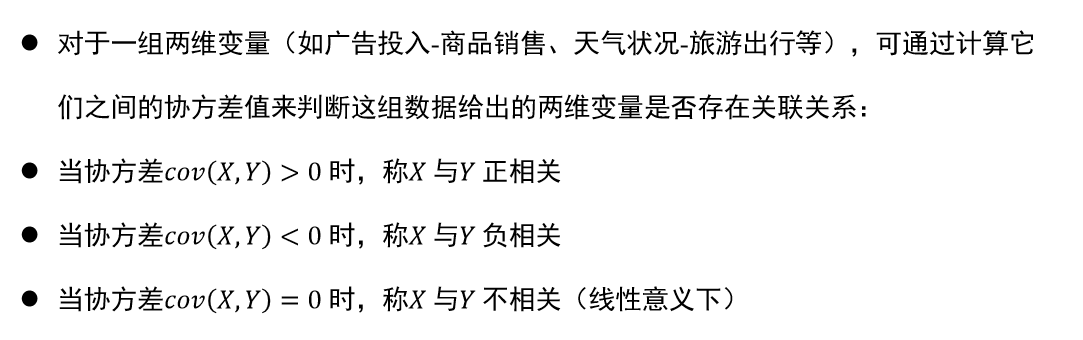 ● 对于一组两维变量（如广告投入-商品销售、天气状况-旅游出行等），可通过计算它
们之间的协方差值来判断这组数据给出的两维变量是否存在关联关系：
● 当协方差cov(X,Y) > 0 时，称X 与Y 正相关
● 当协方差cov(X,Y) < 0 时，称X 与Y 负相关
● 当协方差cov(X,Y) = 0 时，称X 与Y 不相关（线性意义下）